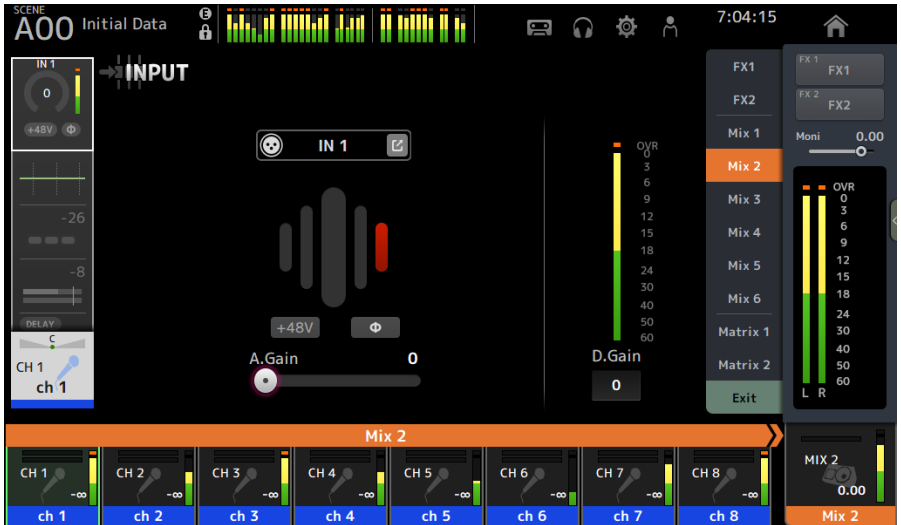 SCENE
A00 Initial Data
7:04:15
IN 1
0
+48V Φ
-26
-8
DELAY
C
CH 1
ch 1
INPUT
IN 1
+48V Φ
A.Gain 0
OVR
0
3
6
9
12
15
18
24
30
40
50
60
D.Gain
0
FX1
FX2
Mix 1
Mix 2
Mix 3
Mix 4
Mix 5
Mix 6
Matrix 1
Matrix 2
Exit
FX 1
FX1
FX 2
FX2
Moni 0.00
OVR
0
3
6
9
12
15
18
24
30
40
50
60
L R
Mix 2
CH 1
-∞
ch 1
CH 2
-∞
ch 2
CH 3
-∞
ch 3
CH 4
-∞
ch 4
CH 5
-∞
ch 5
CH 6
-∞
ch 6
CH 7
-∞
ch 7
CH 8
-∞
ch 8
MIX 2
0.00
Mix 2